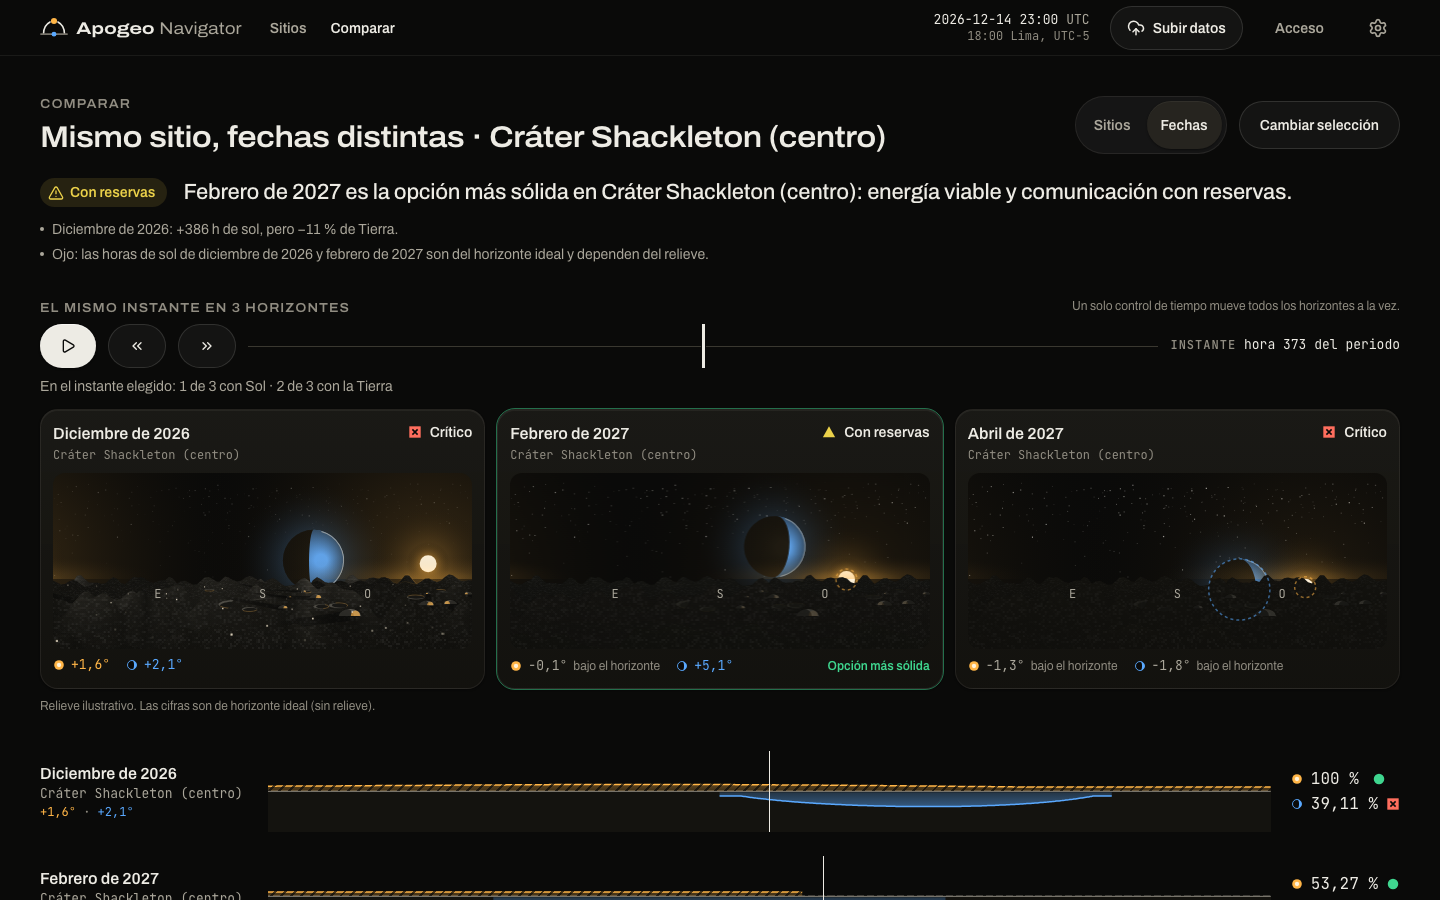 Apogeo Navigator Sitios Comparar 2026-12-14 23:00 UTC Subir datos Acceso
18:00 Lima, UTC-5
COMPARAR
Mismo sitio, fechas distintas · Cráter Shackleton (centro)
Sitios Fechas Cambiar selección
Con reservas Febrero de 2027 es la opción más sólida en Cráter Shackleton (centro): energía viable y comunicación con reservas.
• Diciembre de 2026: +386 h de sol, pero −11 % de Tierra.
• Ojo: las horas de sol de diciembre de 2026 y febrero de 2027 son del horizonte ideal y dependen del relieve.
EL MISMO INSTANTE EN 3 HORIZONTES
Un solo control de tiempo mueve todos los horizontes a la vez.
INSTANTE hora 373 del periodo
En el instante elegido: 1 de 3 con Sol · 2 de 3 con la Tierra
Diciembre de 2026 Crítico
Cráter Shackleton (centro)
E S O
+1,6° +2,1°
Febrero de 2027 Con reservas
Cráter Shackleton (centro)
E S O
-0,1° bajo el horizonte +5,1° Opción más sólida
Abril de 2027 Crítico
Cráter Shackleton (centro)
E S O
-1,3° bajo el horizonte -1,8° bajo el horizonte
Relieve ilustrativo. Las cifras son de horizonte ideal (sin relieve).
Diciembre de 2026
Cráter Shackleton (centro)
+1,6° · +2,1°
100 %
39,11 %
Febrero de 2027
Cráter Shackleton (centro)
53,27 %